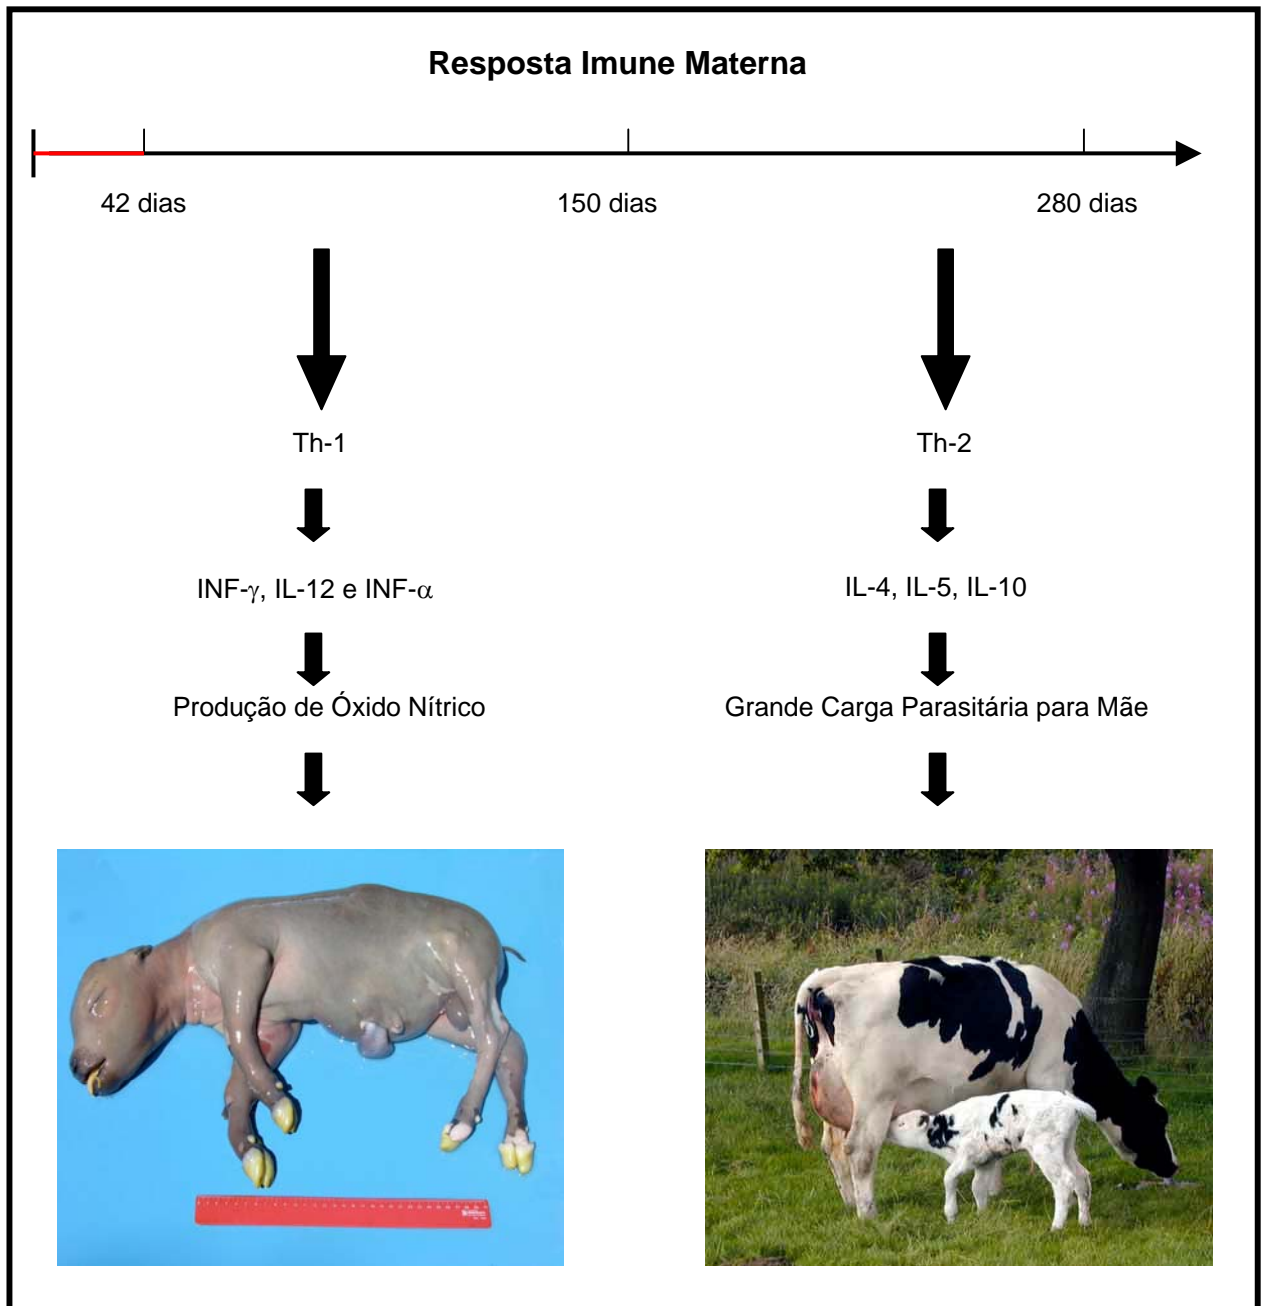 Resposta Imune Materna
42 dias 150 dias 280 dias
Th-1 Th-2
INF-γ, IL-12 e INF-α IL-4, IL-5, IL-10
Produção de Óxido Nítrico Grande Carga Parasitária para Mãe